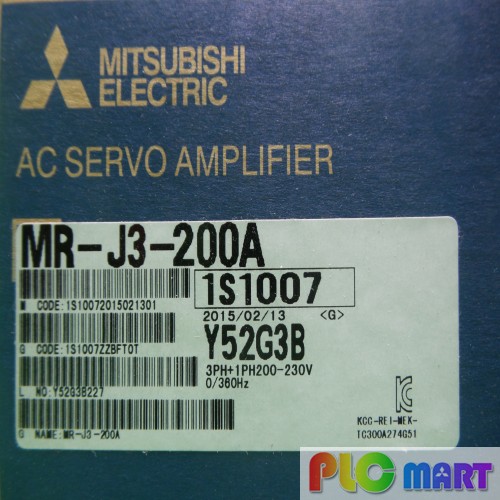 MITSUBISHI
ELECTRIC
AC SERVO AMPLIFIER
MR-J3-200A
1S1007
M CODE:1S10072015021301
2015/02/13 <G>
Y52G3B
G CODE:1S1007ZZBFT0T
3PH+1PH200-230V
0/360Hz
L NO:Y52G3B227
KCC-REI-MEK-
TC300A274G51
G NAME:MR-J3-200A
PLC MART